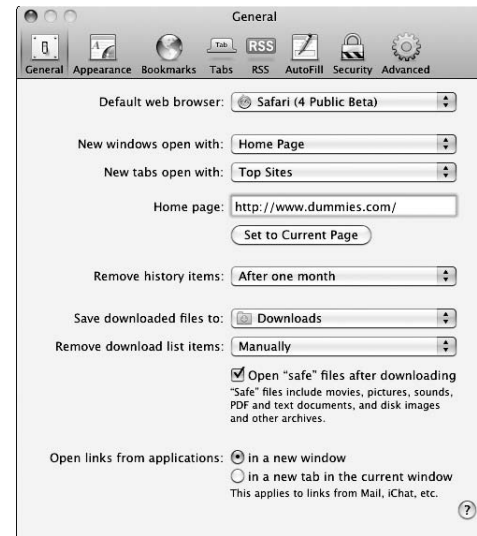 General
Tab
RSS
General Appearance Bookmarks Tabs RSS AutoFill Security Advanced
Default web browser: Safari (4 Public Beta)
New windows open with: Home Page
New tabs open with: Top Sites
Home page: http://www.dummies.com/
Set to Current Page
Remove history items: After one month
Save downloaded files to: Downloads
Remove download list items: Manually
Open “safe” files after downloading
“Safe” files include movies, pictures, sounds,
PDF and text documents, and disk images
and other archives.
Open links from applications: in a new window
in a new tab in the current window
This applies to links from Mail, iChat, etc.
?